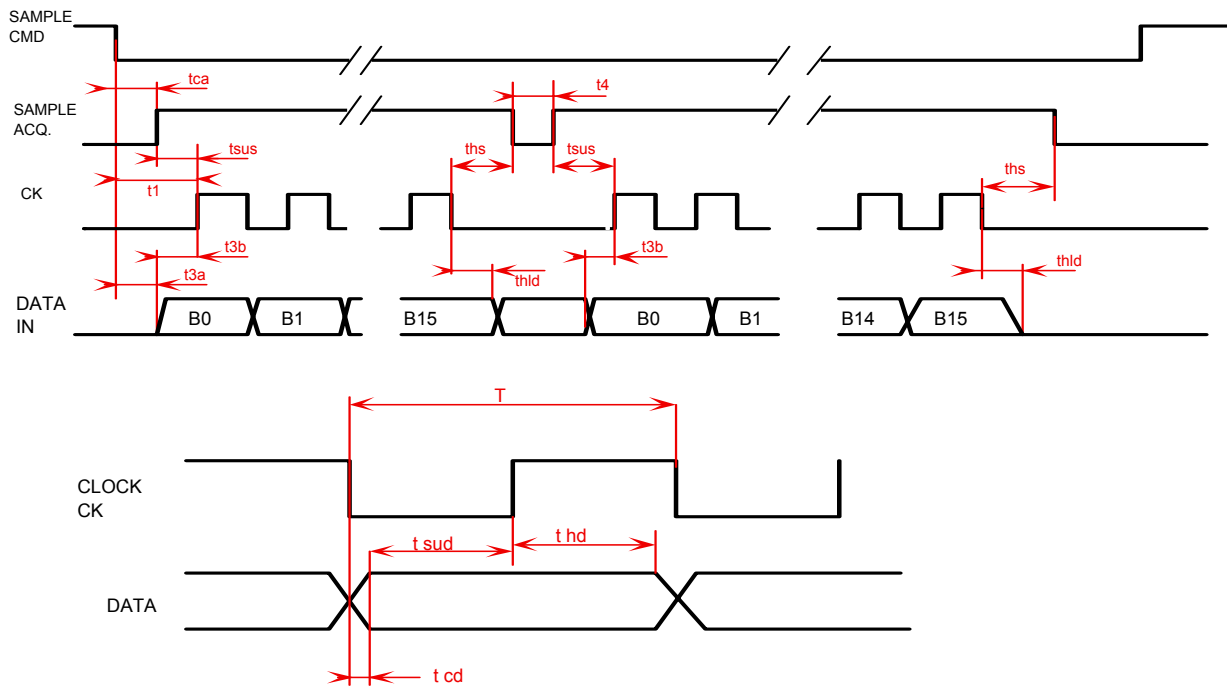 SAMPLE
CMD
tca
t4
SAMPLE
ACQ.
tsus
ths
tsus
ths
t1
CK
t3b
t3b
t3a
thld
thld
DATA
IN
B0
B1
B15
B0
B1
B14
B15
T
CLOCK
CK
t sud
t hd
DATA
t cd